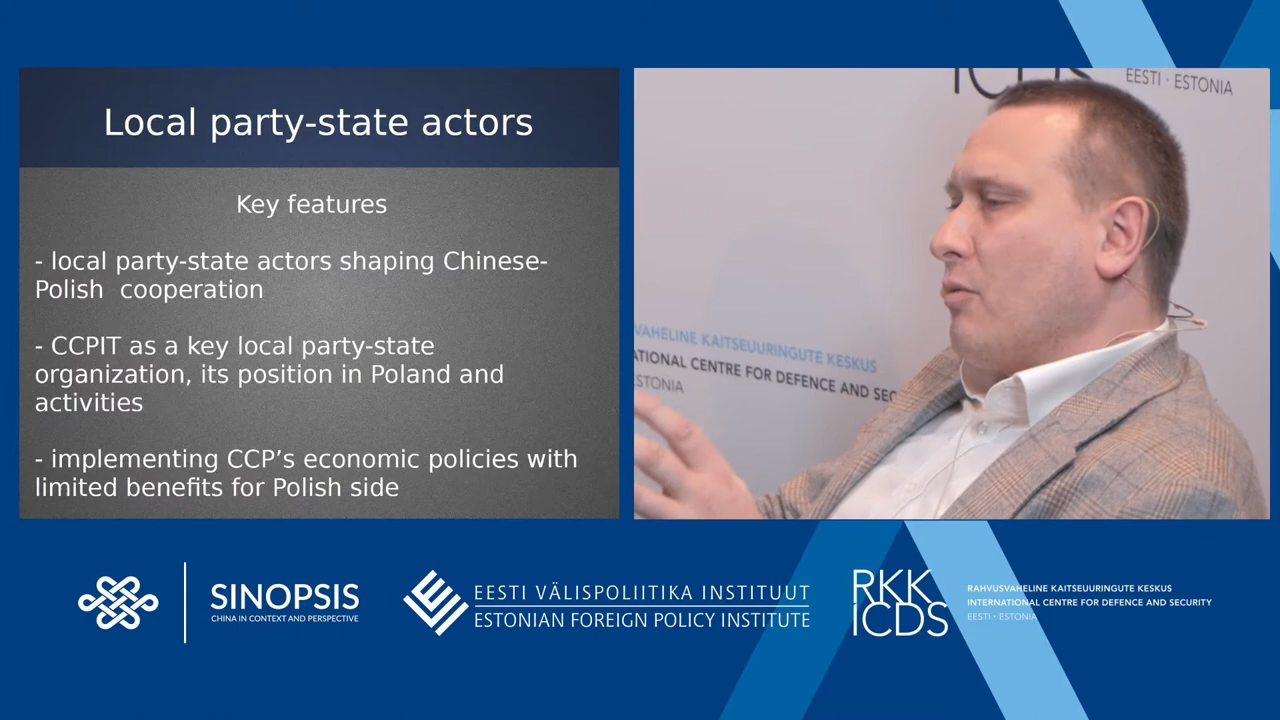 Local party-state actors
Key features
- local party-state actors shaping Chinese-
Polish cooperation
- CCPIT as a key local party-state
organization, its position in Poland and
activities
- implementing CCP’s economic policies with
limited benefits for Polish side
ICDS
EESTI · ESTONIA
VAHELINE KAITSEUURINGUTE KESKUS
ATIONAL CENTRE FOR DEFENCE AND SEC
ESTONIA
SINOPSIS
CHINA IN CONTEXT AND PERSPECTIVE
EESTI VÄLISPOLIITIKA INSTITUUT
ESTONIAN FOREIGN POLICY INSTITUTE
RKK
ICDS
RAHVUSVAHELINE KAITSEUURINGUTE KESKUS
INTERNATIONAL CENTRE FOR DEFENCE AND SECURITY
EESTI · ESTONIA